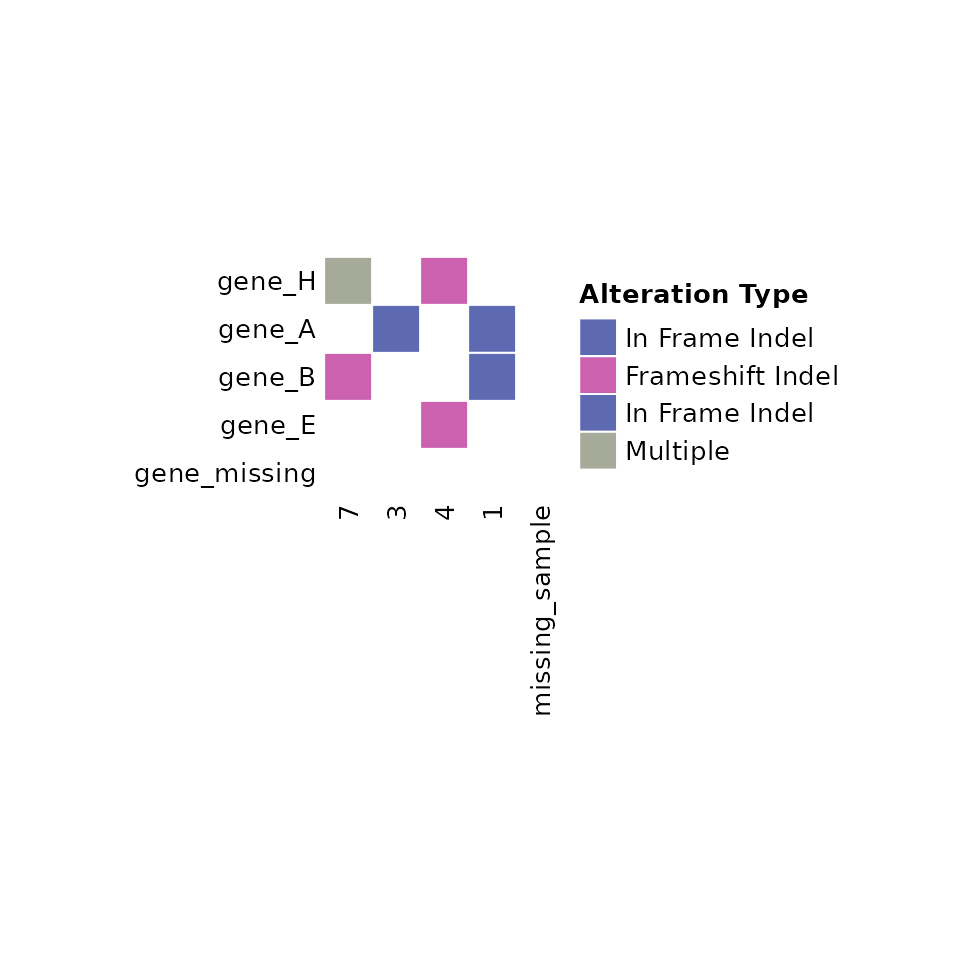 gene_H
gene_A
gene_B
gene_E
gene_missing
7
3
4
1
missing_sample
Alteration Type
In Frame Indel
Frameshift Indel
In Frame Indel
Multiple